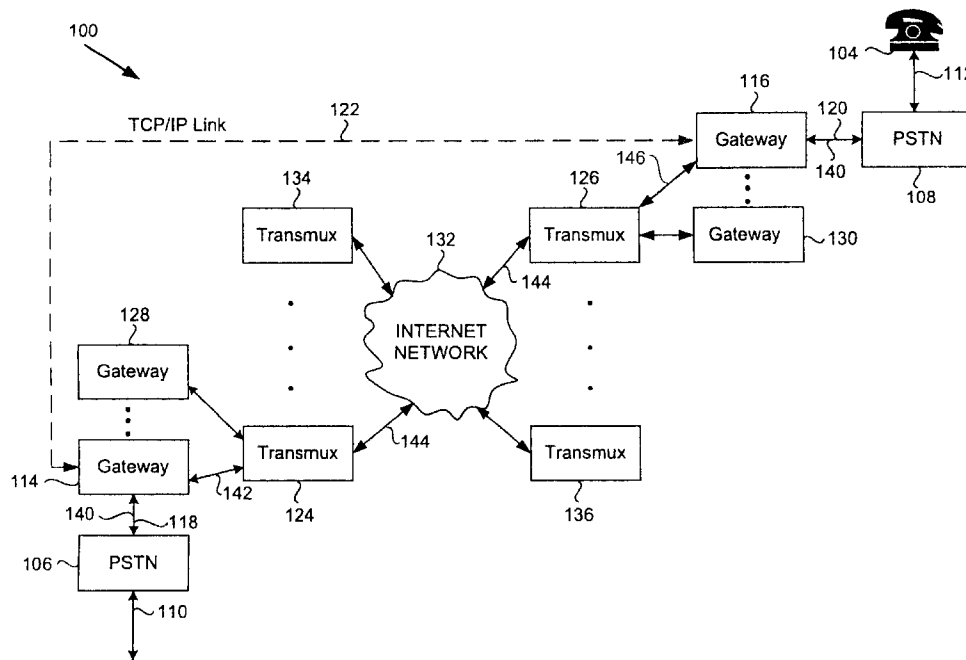 100
104
112
116
120
TCP/IP Link
122
Gateway
PSTN
140
146
134
126
108
Transmux
Transmux
Gateway
130
132
144
128
INTERNET
NETWORK
Gateway
144
Transmux
Transmux
Gateway
114
142
124
136
140
118
106
PSTN
110